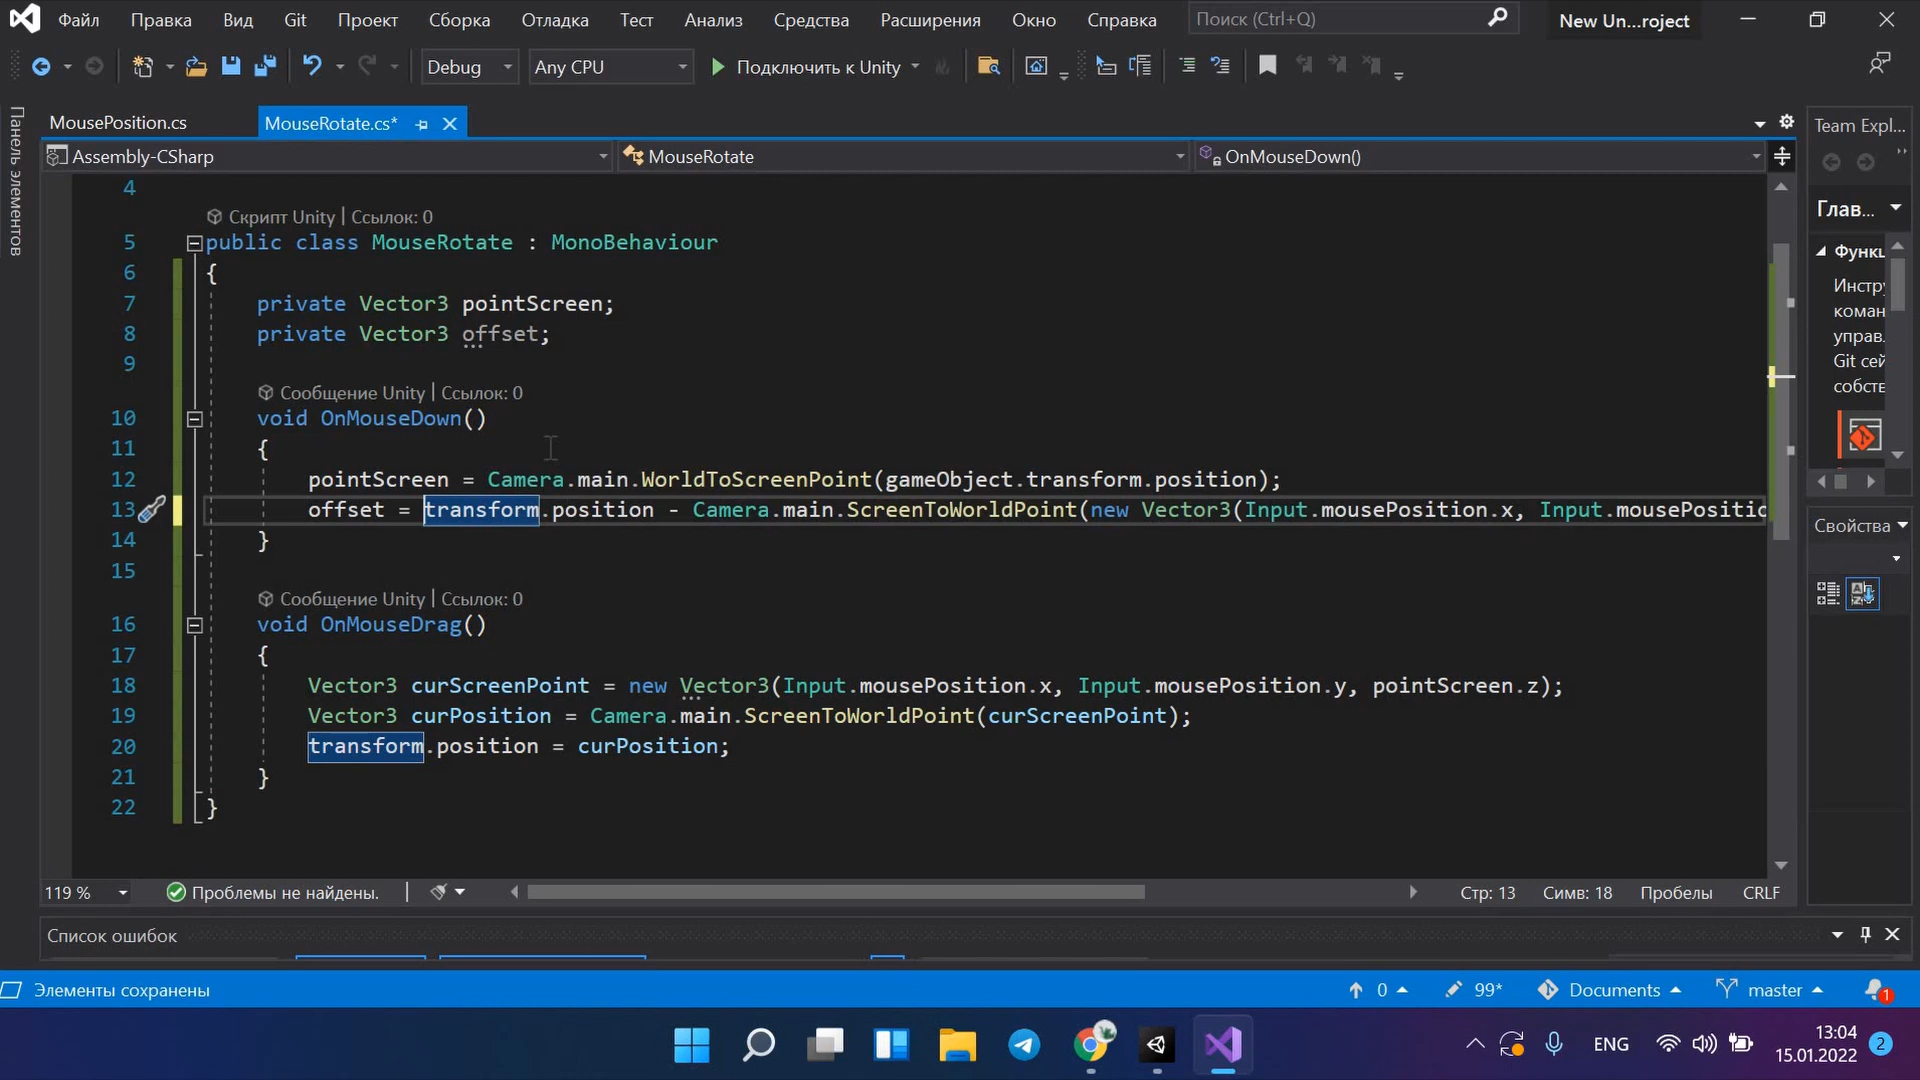 Файл Правка Вид Git Проект Сборка Отладка Тест Анализ Средства Расширения Окно Справка Поиск (Ctrl+Q) New Un...roject
Debug Any CPU Подключить к Unity
Панель элементов
MousePosition.cs MouseRotate.cs*
Assembly-CSharp MouseRotate OnMouseDown()
4
Скрипт Unity | Ссылок: 0
5 public class MouseRotate : MonoBehaviour
6 {
7 private Vector3 pointScreen;
8 private Vector3 offset;
9
Сообщение Unity | Ссылок: 0
10 void OnMouseDown()
11 {
12 pointScreen = Camera.main.WorldToScreenPoint(gameObject.transform.position);
13 offset = transform.position - Camera.main.ScreenToWorldPoint(new Vector3(Input.mousePosition.x, Input.mousePositio
14 }
15
Сообщение Unity | Ссылок: 0
16 void OnMouseDrag()
17 {
18 Vector3 curScreenPoint = new Vector3(Input.mousePosition.x, Input.mousePosition.y, pointScreen.z);
19 Vector3 curPosition = Camera.main.ScreenToWorldPoint(curScreenPoint);
20 transform.position = curPosition;
21 }
22 }
119 % Проблемы не найдены. Стр: 13 Симв: 18 Пробелы CRLF
Список ошибок
Team Expl...
Глав...
Функц
Инстру
коман
управл
Git сей
собств
Свойства
Элементы сохранены 0 99* Documents master 1
ENG 13:04 2
15.01.2022